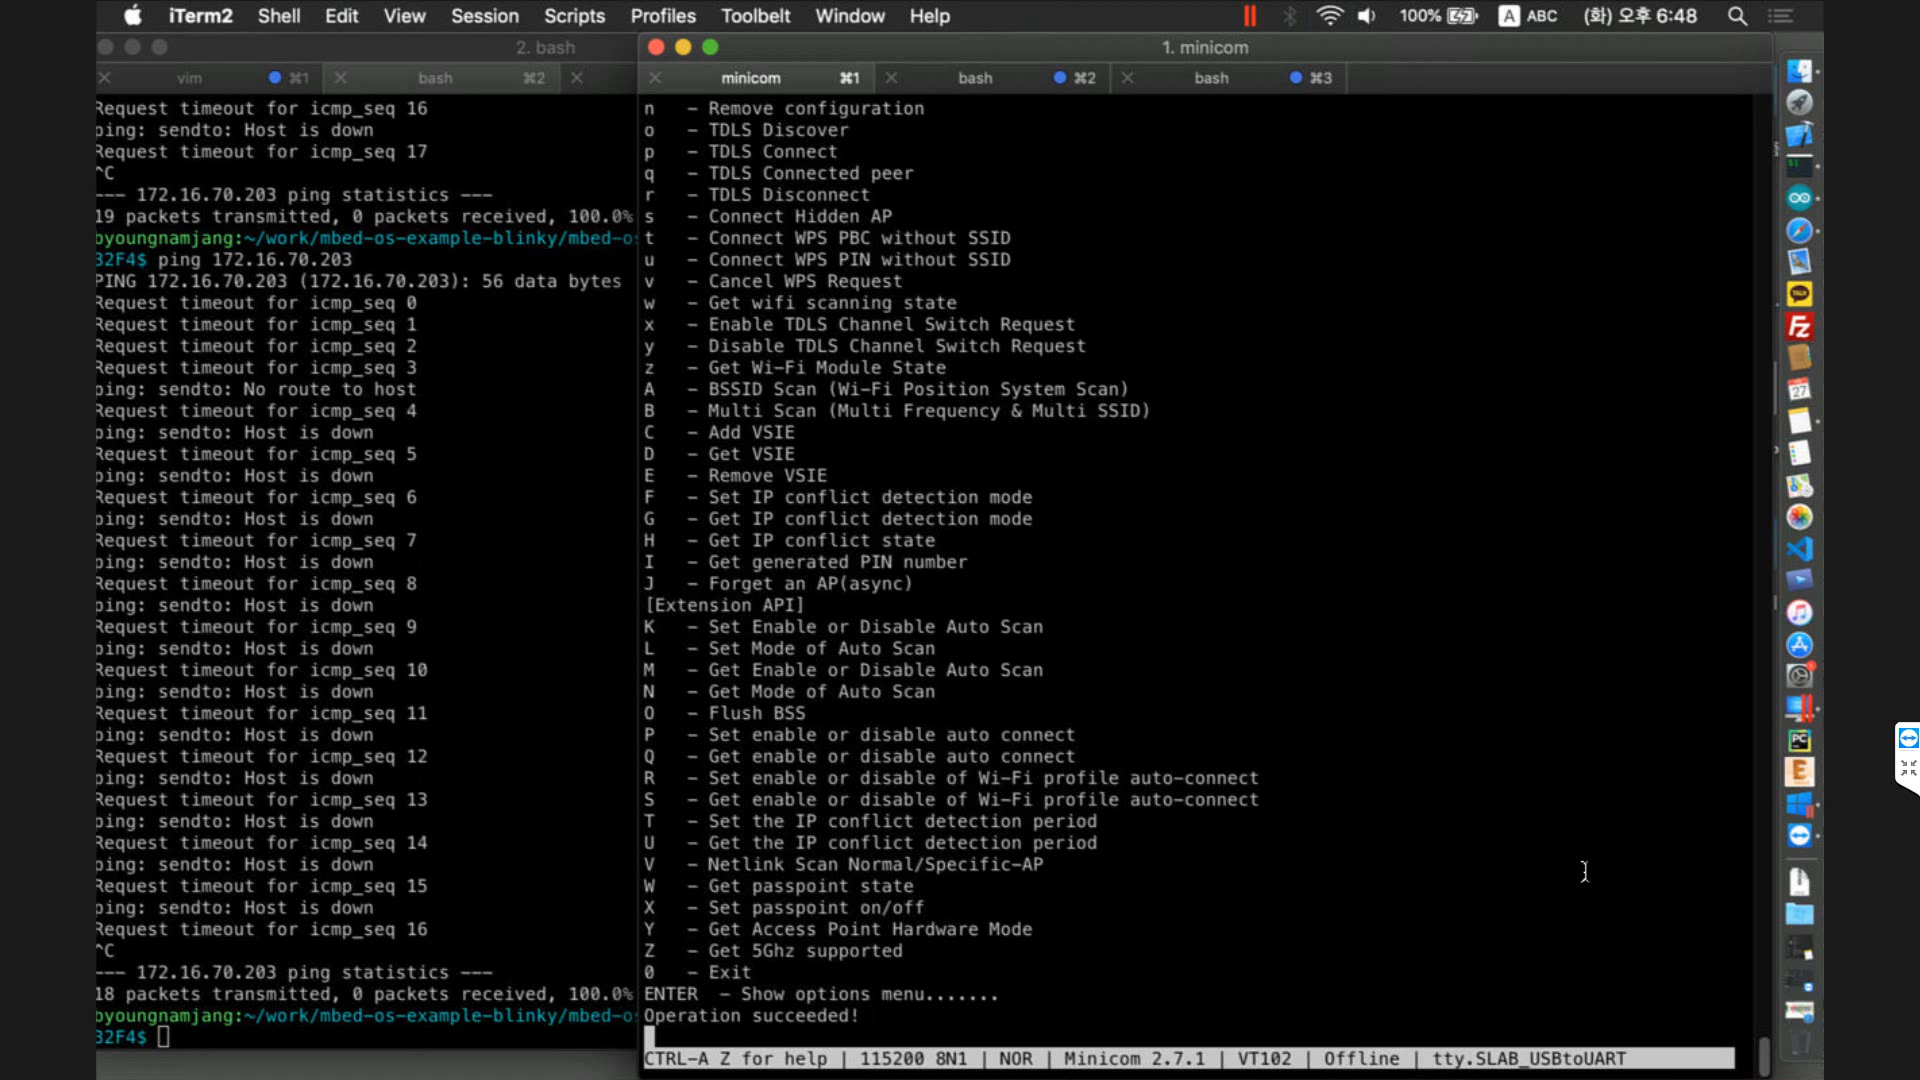 iTerm2 Shell Edit View Session Scripts Profiles Toolbelt Window Help 100% A ABC (화) 오후 6:48
2. bash
vim ⌘1 bash ⌘2
Request timeout for icmp_seq 16
ping: sendto: Host is down
Request timeout for icmp_seq 17
^C
--- 172.16.70.203 ping statistics ---
19 packets transmitted, 0 packets received, 100.0%
byoungnamjang:~/work/mbed-os-example-blinky/mbed-os
32F4$ ping 172.16.70.203
PING 172.16.70.203 (172.16.70.203): 56 data bytes
Request timeout for icmp_seq 0
Request timeout for icmp_seq 1
Request timeout for icmp_seq 2
Request timeout for icmp_seq 3
ping: sendto: No route to host
Request timeout for icmp_seq 4
ping: sendto: Host is down
Request timeout for icmp_seq 5
ping: sendto: Host is down
Request timeout for icmp_seq 6
ping: sendto: Host is down
Request timeout for icmp_seq 7
ping: sendto: Host is down
Request timeout for icmp_seq 8
ping: sendto: Host is down
Request timeout for icmp_seq 9
ping: sendto: Host is down
Request timeout for icmp_seq 10
ping: sendto: Host is down
Request timeout for icmp_seq 11
ping: sendto: Host is down
Request timeout for icmp_seq 12
ping: sendto: Host is down
Request timeout for icmp_seq 13
ping: sendto: Host is down
Request timeout for icmp_seq 14
ping: sendto: Host is down
Request timeout for icmp_seq 15
ping: sendto: Host is down
Request timeout for icmp_seq 16
^C
--- 172.16.70.203 ping statistics ---
18 packets transmitted, 0 packets received, 100.0%
byoungnamjang:~/work/mbed-os-example-blinky/mbed-os
32F4$
1. minicom
minicom ⌘1 bash ⌘2 bash ⌘3
n - Remove configuration
o - TDLS Discover
p - TDLS Connect
q - TDLS Connected peer
r - TDLS Disconnect
s - Connect Hidden AP
t - Connect WPS PBC without SSID
u - Connect WPS PIN without SSID
v - Cancel WPS Request
w - Get wifi scanning state
x - Enable TDLS Channel Switch Request
y - Disable TDLS Channel Switch Request
z - Get Wi-Fi Module State
A - BSSID Scan (Wi-Fi Position System Scan)
B - Multi Scan (Multi Frequency & Multi SSID)
C - Add VSIE
D - Get VSIE
E - Remove VSIE
F - Set IP conflict detection mode
G - Get IP conflict detection mode
H - Get IP conflict state
I - Get generated PIN number
J - Forget an AP(async)
[Extension API]
K - Set Enable or Disable Auto Scan
L - Set Mode of Auto Scan
M - Get Enable or Disable Auto Scan
N - Get Mode of Auto Scan
O - Flush BSS
P - Set enable or disable auto connect
Q - Get enable or disable auto connect
R - Set enable or disable of Wi-Fi profile auto-connect
S - Get enable or disable of Wi-Fi profile auto-connect
T - Set the IP conflict detection period
U - Get the IP conflict detection period
V - Netlink Scan Normal/Specific-AP
W - Get passpoint state
X - Set passpoint on/off
Y - Get Access Point Hardware Mode
Z - Get 5Ghz supported
0 - Exit
ENTER - Show options menu.......
Operation succeeded!
CTRL-A Z for help | 115200 8N1 | NOR | Minicom 2.7.1 | VT102 | Offline | tty.SLAB_USBtoUART
TALK
FZ
27
PC
E